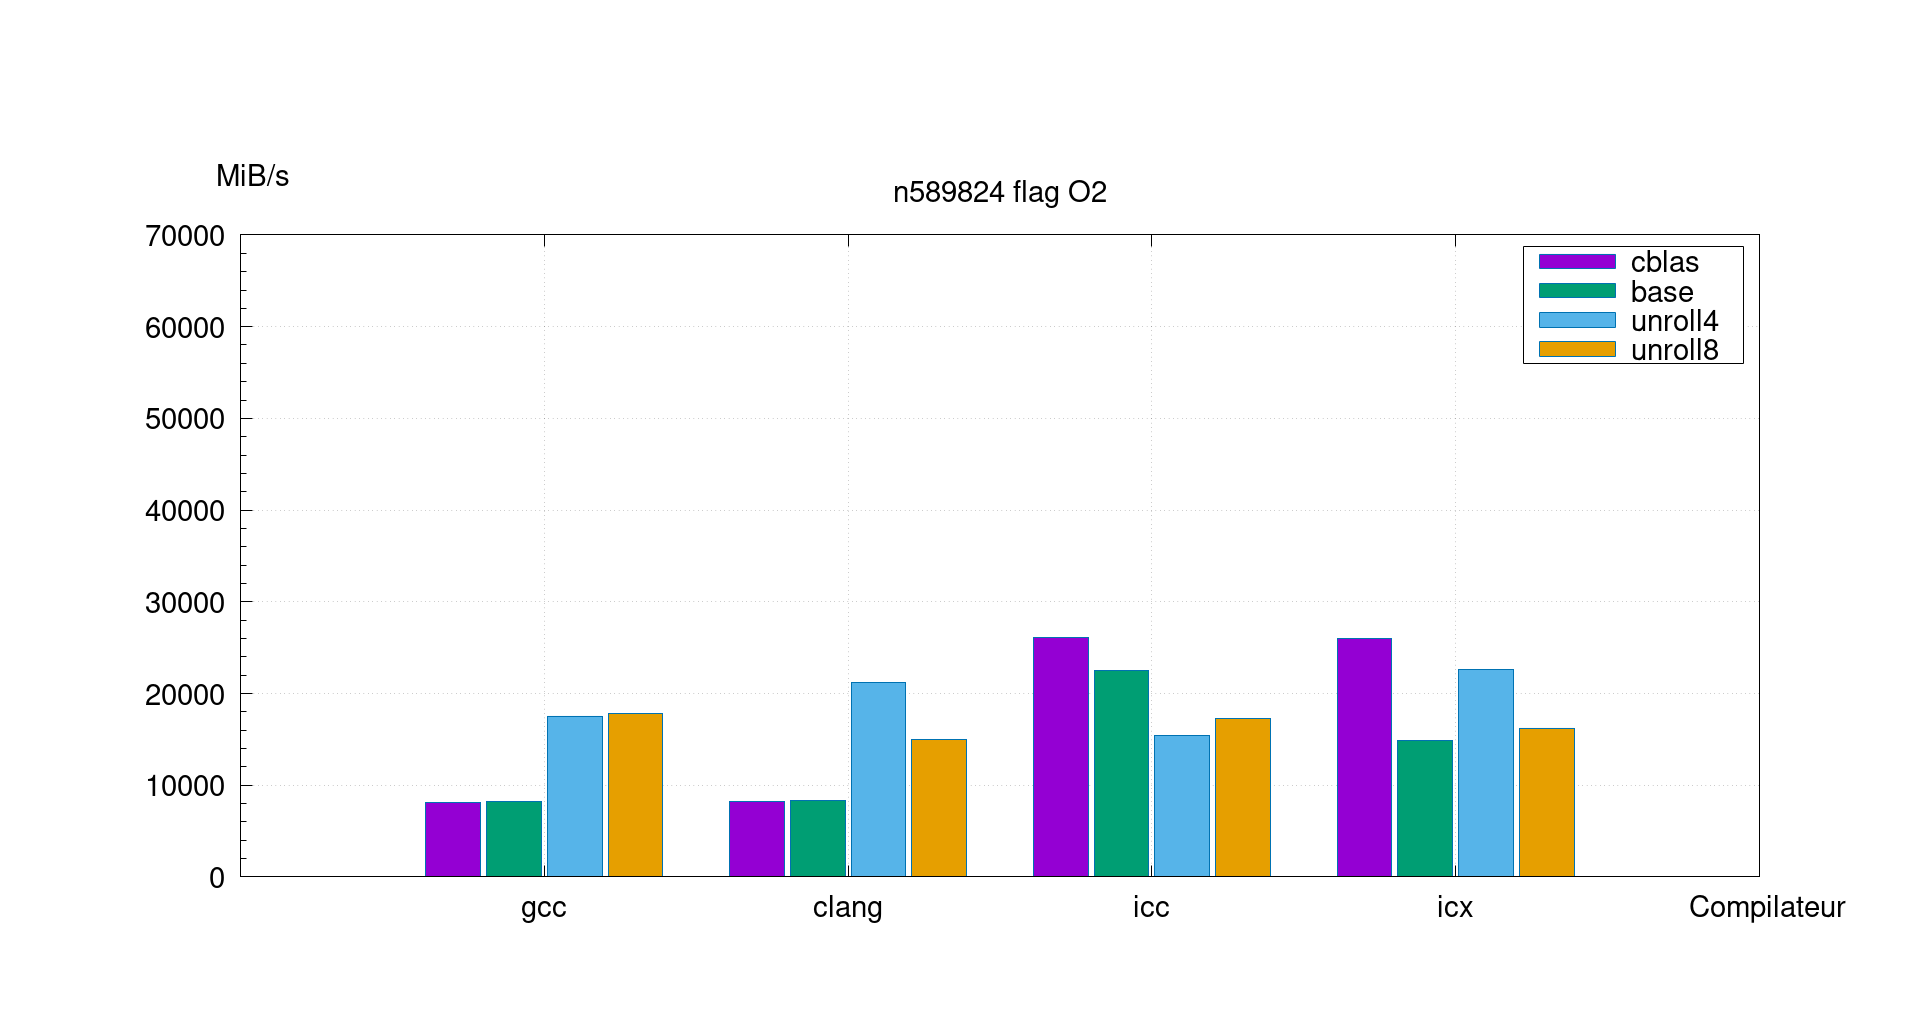 MiB/s
n589824 flag O2
70000
60000
50000
40000
30000
20000
10000
0
cblas
base
unroll4
unroll8
gcc clang icc icx Compilateur